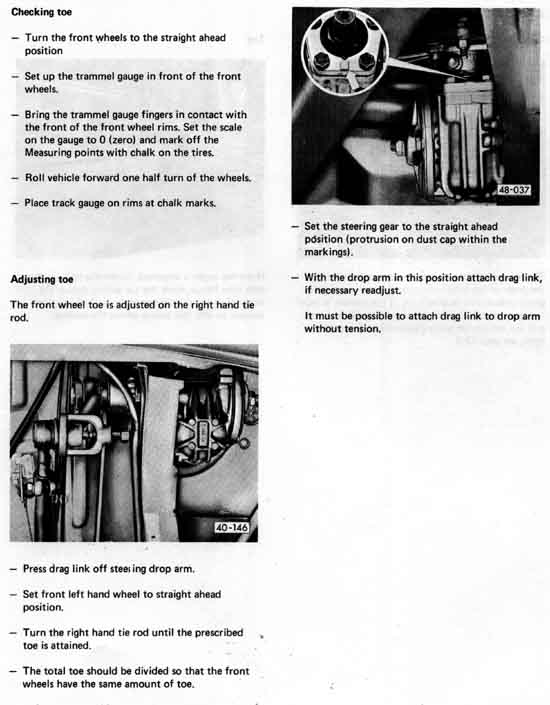 Checking toe
— Turn the front wheels to the straight ahead
position
— Set up the trammel gauge in front of the front
wheels.
— Bring the trammel gauge fingers in contact with
the front of the front wheel rims. Set the scale
on the gauge to 0 (zero) and mark off the
Measuring points with chalk on the tires.
— Roll vehicle forward one half turn of the wheels.
— Place track gauge on rims at chalk marks.
Adjusting toe
The front wheel toe is adjusted on the right hand tie
rod.
40-146
— Press drag link off steering drop arm.
— Set front left hand wheel to straight ahead
position.
— Turn the right hand tie rod until the prescribed
toe is attained.
— The total toe should be divided so that the front
wheels have the same amount of toe.
48-037
— Set the steering gear to the straight ahead
position (protrusion on dust cap within the
markings).
— With the drop arm in this position attach drag link,
if necessary readjust.
It must be possible to attach drag link to drop arm
without tension.